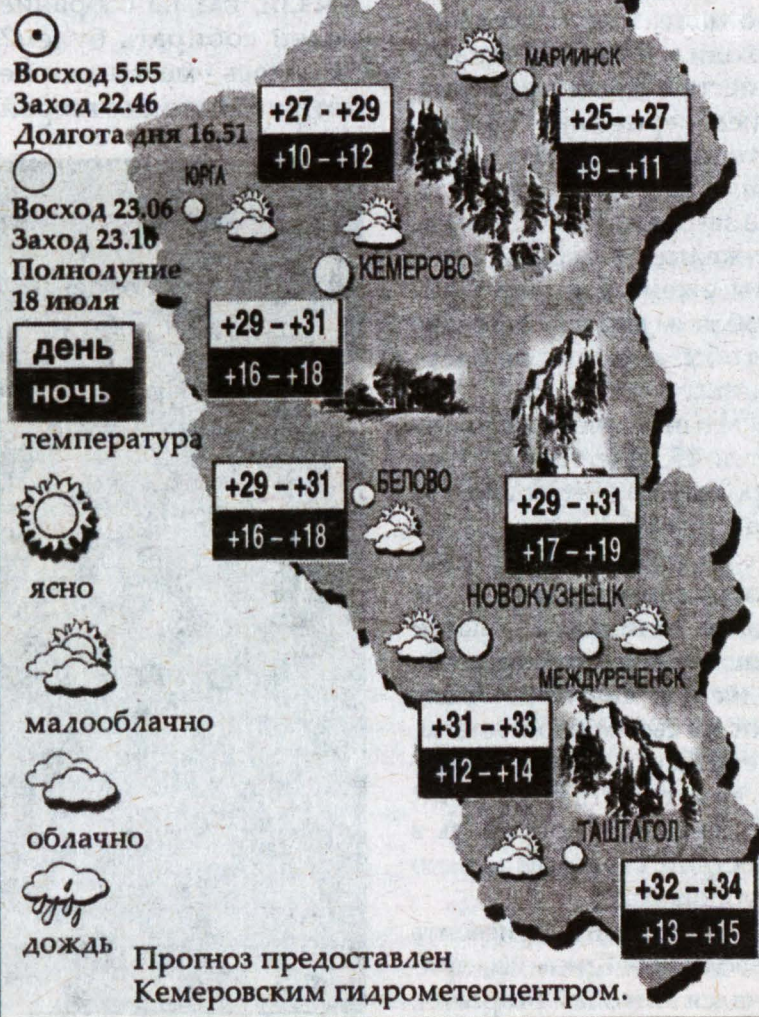 Восход 5.55
Заход 22.46
Долгота дня 16.51
Восход 23.06
Заход 23.16
Полнолуние
18 июля
день
ночь
температура
ясно
малооблачно
облачно
дождь
МАРИИНСК
+25– +27
+9 – +11
+27 - +29
+10 – +12
ЮРГА
КЕМЕРОВО
+29 – +31
+16 – +18
БЕЛОВО
+29 – +31
+16 – +18
+29 – +31
+17 – +19
НОВОКУЗНЕЦК
МЕЖДУРЕЧЕНСК
+31 – +33
+12 – +14
ТАШТАГОЛ
+32 – +34
+13 – +15
Прогноз предоставлен
Кемеровским гидрометеоцентром.